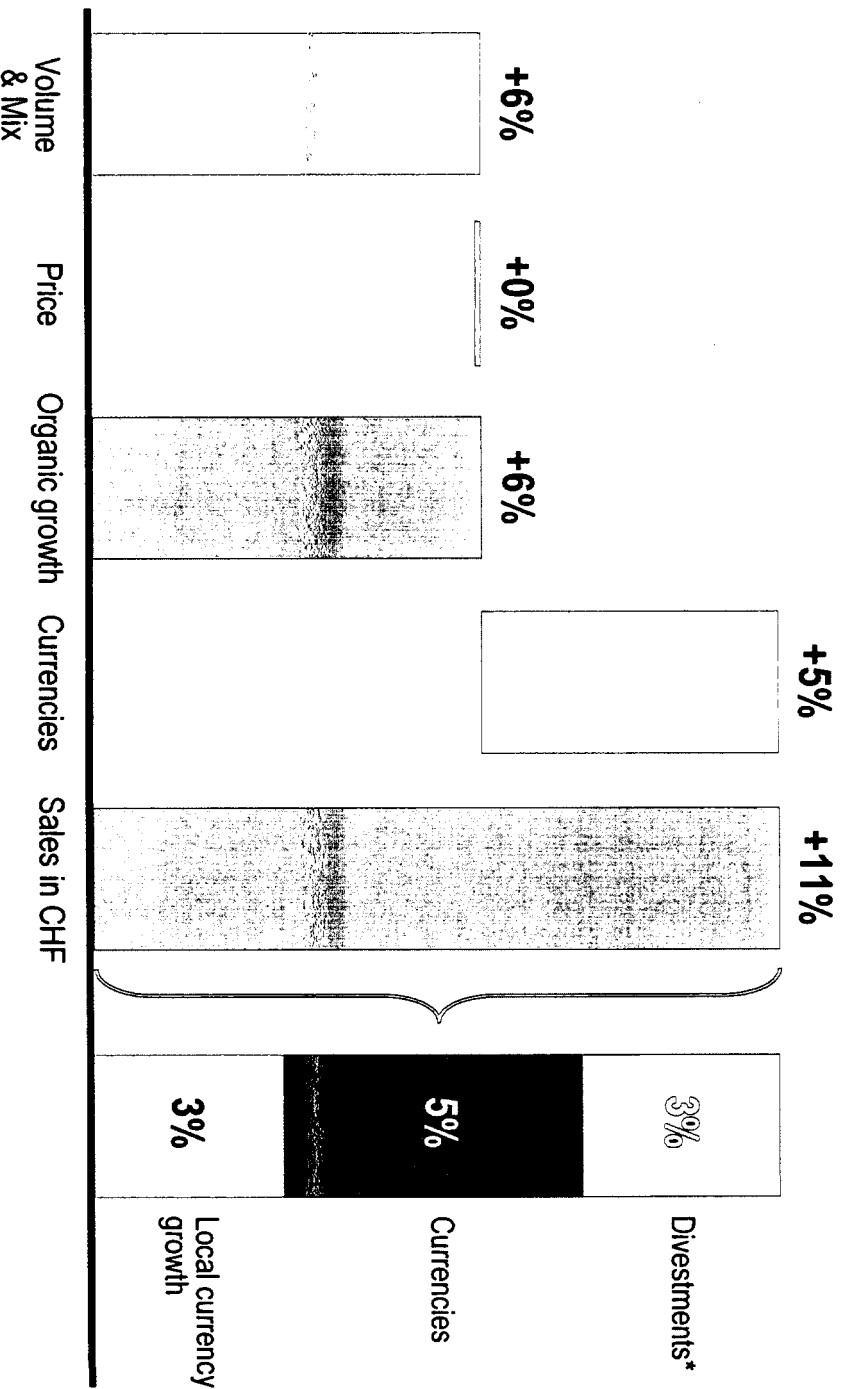 +6%
+0%
+6%
+5%
+11%
3%
5%
3%
Divestments*
Currencies
Local currency
growth
Volume
& Mix
Price
Organic growth
Currencies
Sales in CHF